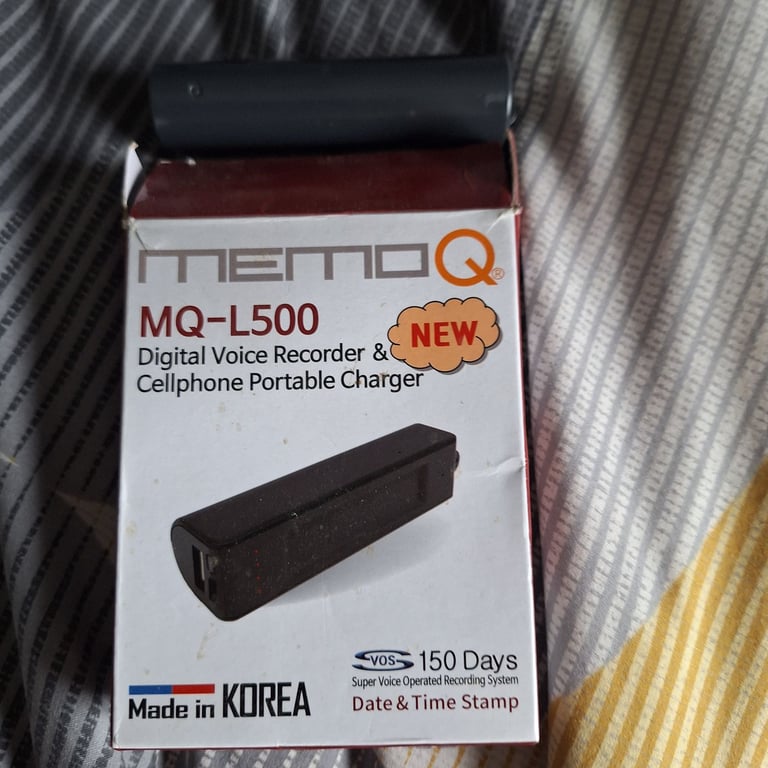 memoQ®
MQ-L500
NEW
Digital Voice Recorder &
Cellphone Portable Charger
SVOS 150 Days
Super Voice Operated Recording System
Made in KOREA
Date & Time Stamp